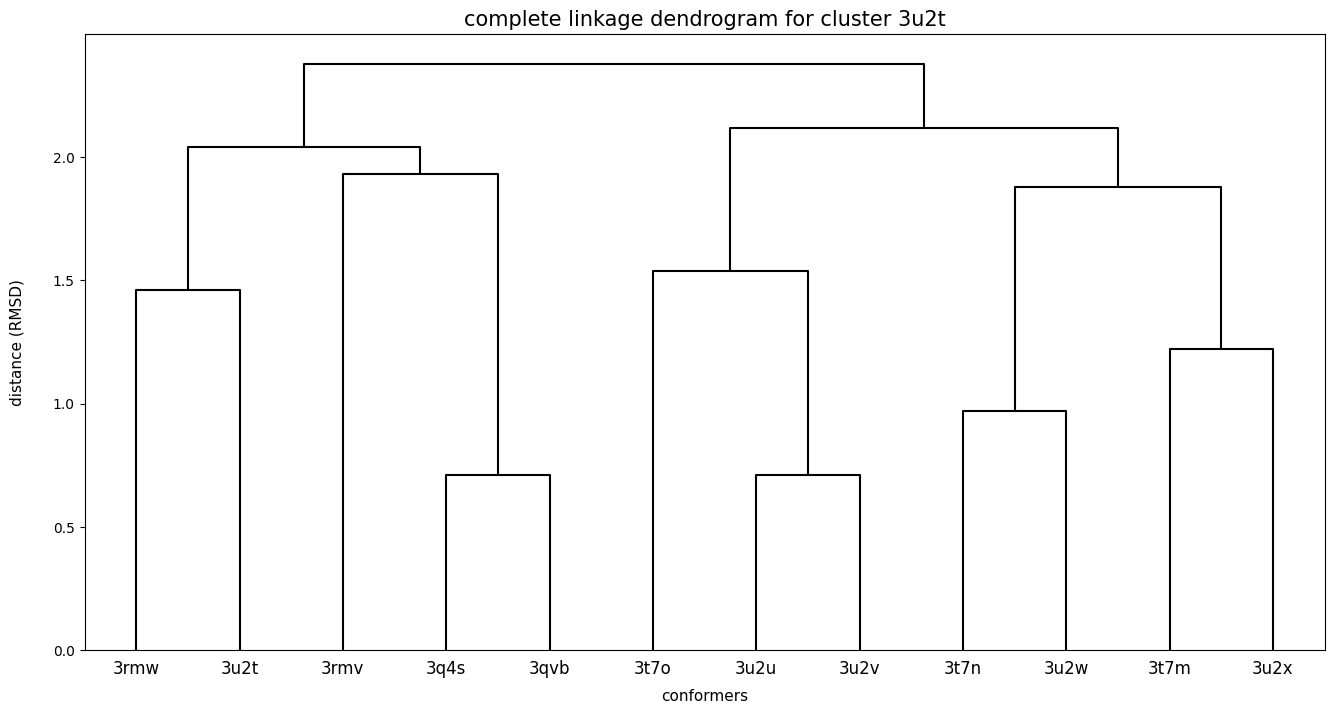 complete linkage dendrogram for cluster 3u2t
distance (RMSD)
2.0
1.5
1.0
0.5
0.0
3rmw 3u2t 3rmv 3q4s 3qvb 3t7o 3u2u 3u2v 3t7n 3u2w 3t7m 3u2x
conformers